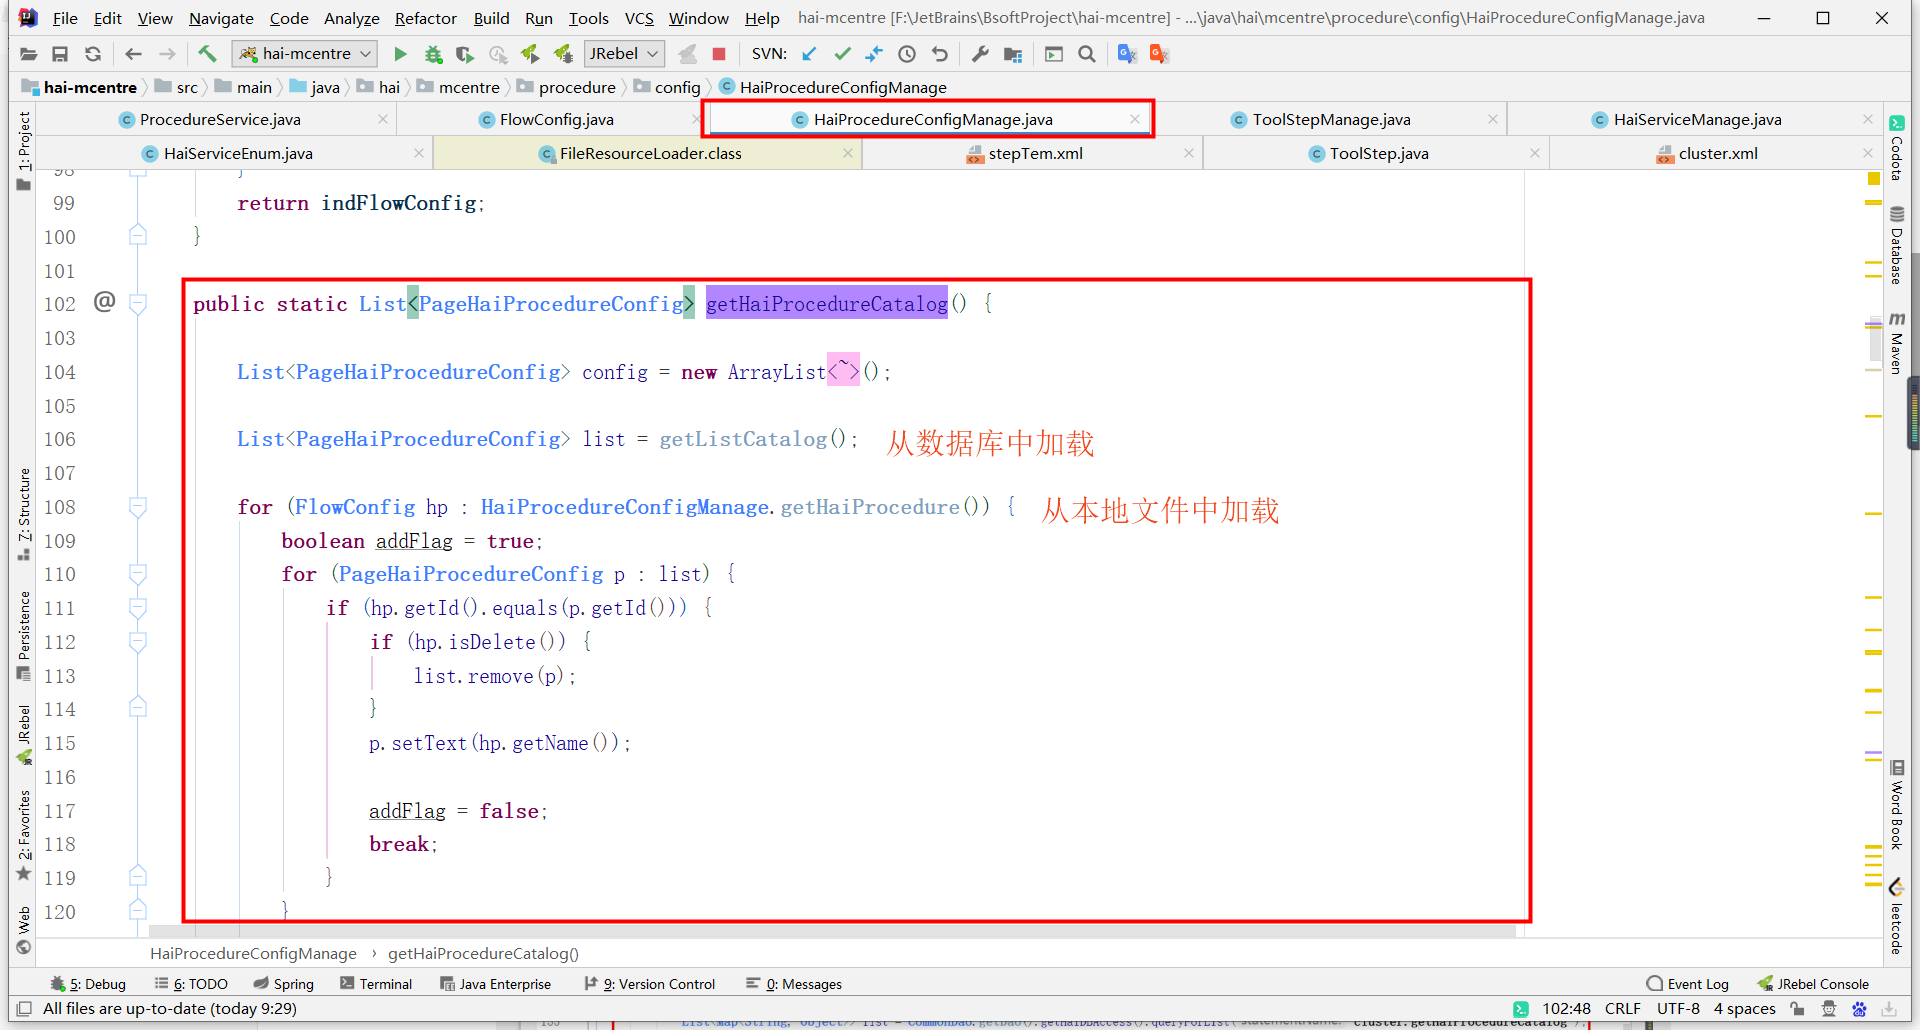 File Edit View Navigate Code Analyze Refactor Build Run Tools VCS Window Help hai-mcentre [F:\JetBrains\BsoftProject\hai-mcentre] - ...\java\hai\mcentre\procedure\config\HaiProcedureConfigManage.java
hai-mcentre JRebel SVN:
hai-mcentre src main java hai mcentre procedure config HaiProcedureConfigManage
ProcedureService.java FlowConfig.java HaiProcedureConfigManage.java ToolStepManage.java HaiServiceManage.java
HaiServiceEnum.java FileResourceLoader.class stepTem.xml ToolStep.java cluster.xml
98 }
99 return indFlowConfig;
100 }
101
102 @ public static List<PageHaiProcedureConfig> getHaiProcedureCatalog() {
103
104 List<PageHaiProcedureConfig> config = new ArrayList<~>();
105
106 List<PageHaiProcedureConfig> list = getListCatalog(); 从数据库中加载
107
108 for (FlowConfig hp : HaiProcedureConfigManage.getHaiProcedure()) { 从本地文件中加载
109 boolean addFlag = true;
110 for (PageHaiProcedureConfig p : list) {
111 if (hp.getId().equals(p.getId())) {
112 if (hp.isDelete()) {
113 list.remove(p);
114 }
115 p.setText(hp.getName());
116
117 addFlag = false;
118 break;
119 }
120 }
1: Project
7: Structure
Persistence
JRebel
2: Favorites
Web
Codota
Database
Maven
Word Book
leetcode
HaiProcedureConfigManage › getHaiProcedureCatalog()
5: Debug 6: TODO Spring Terminal Java Enterprise 9: Version Control 0: Messages Event Log JRebel Console
All files are up-to-date (today 9:29) 102:48 CRLF UTF-8 4 spaces